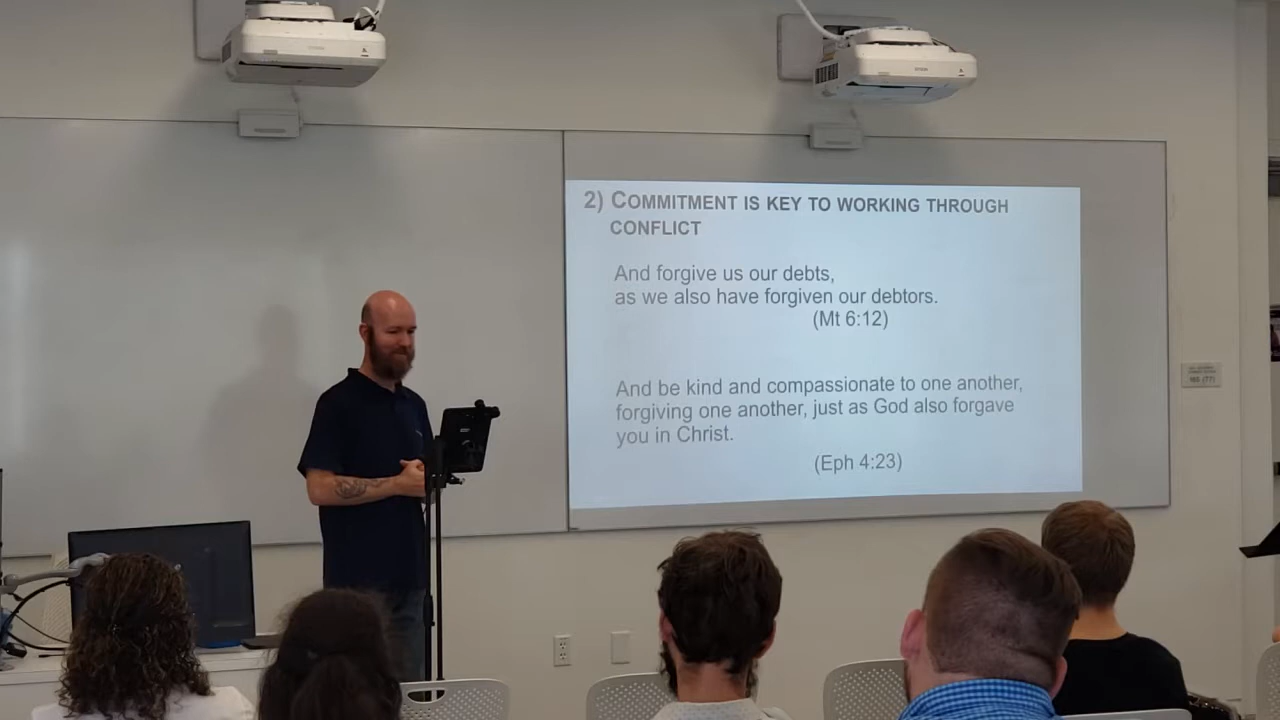 EPSON
EPSON
2) COMMITMENT IS KEY TO WORKING THROUGH
CONFLICT
And forgive us our debts,
as we also have forgiven our debtors.
(Mt 6:12)
And be kind and compassionate to one another,
forgiving one another, just as God also forgave
you in Christ.
(Eph 4:23)